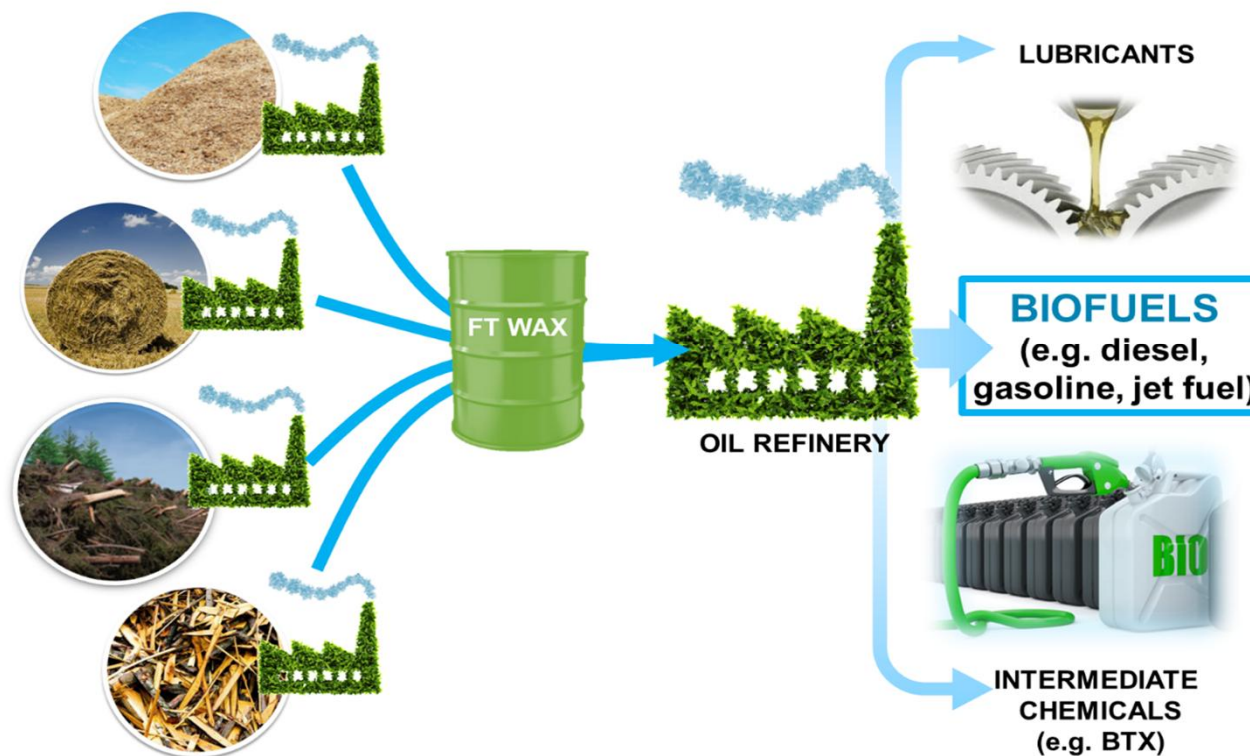 LUBRICANTS
FT WAX
OIL REFINERY
BIOFUELS
(e.g. diesel,
gasoline, jet fuel)
BIO
INTERMEDIATE
CHEMICALS
(e.g. BTX)